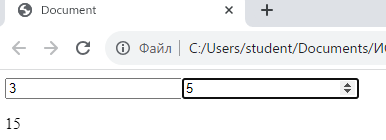 Document
Файл
C:/Users/student/Documents/И
3
5
15